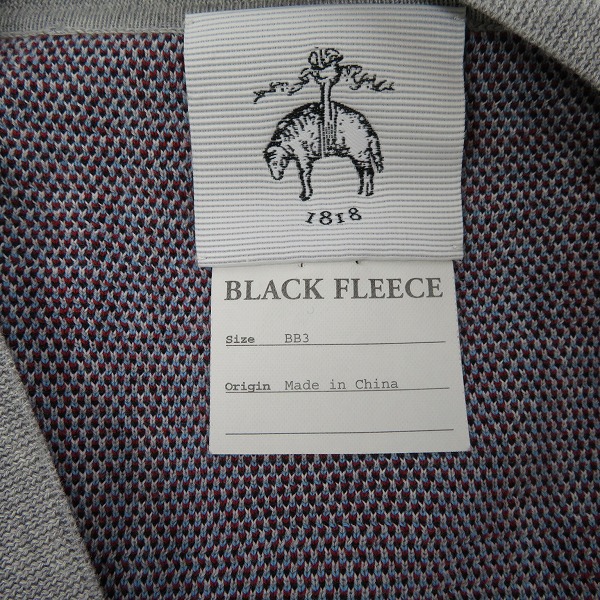 1818
BLACK FLEECE
Size BB3
Origin Made in China